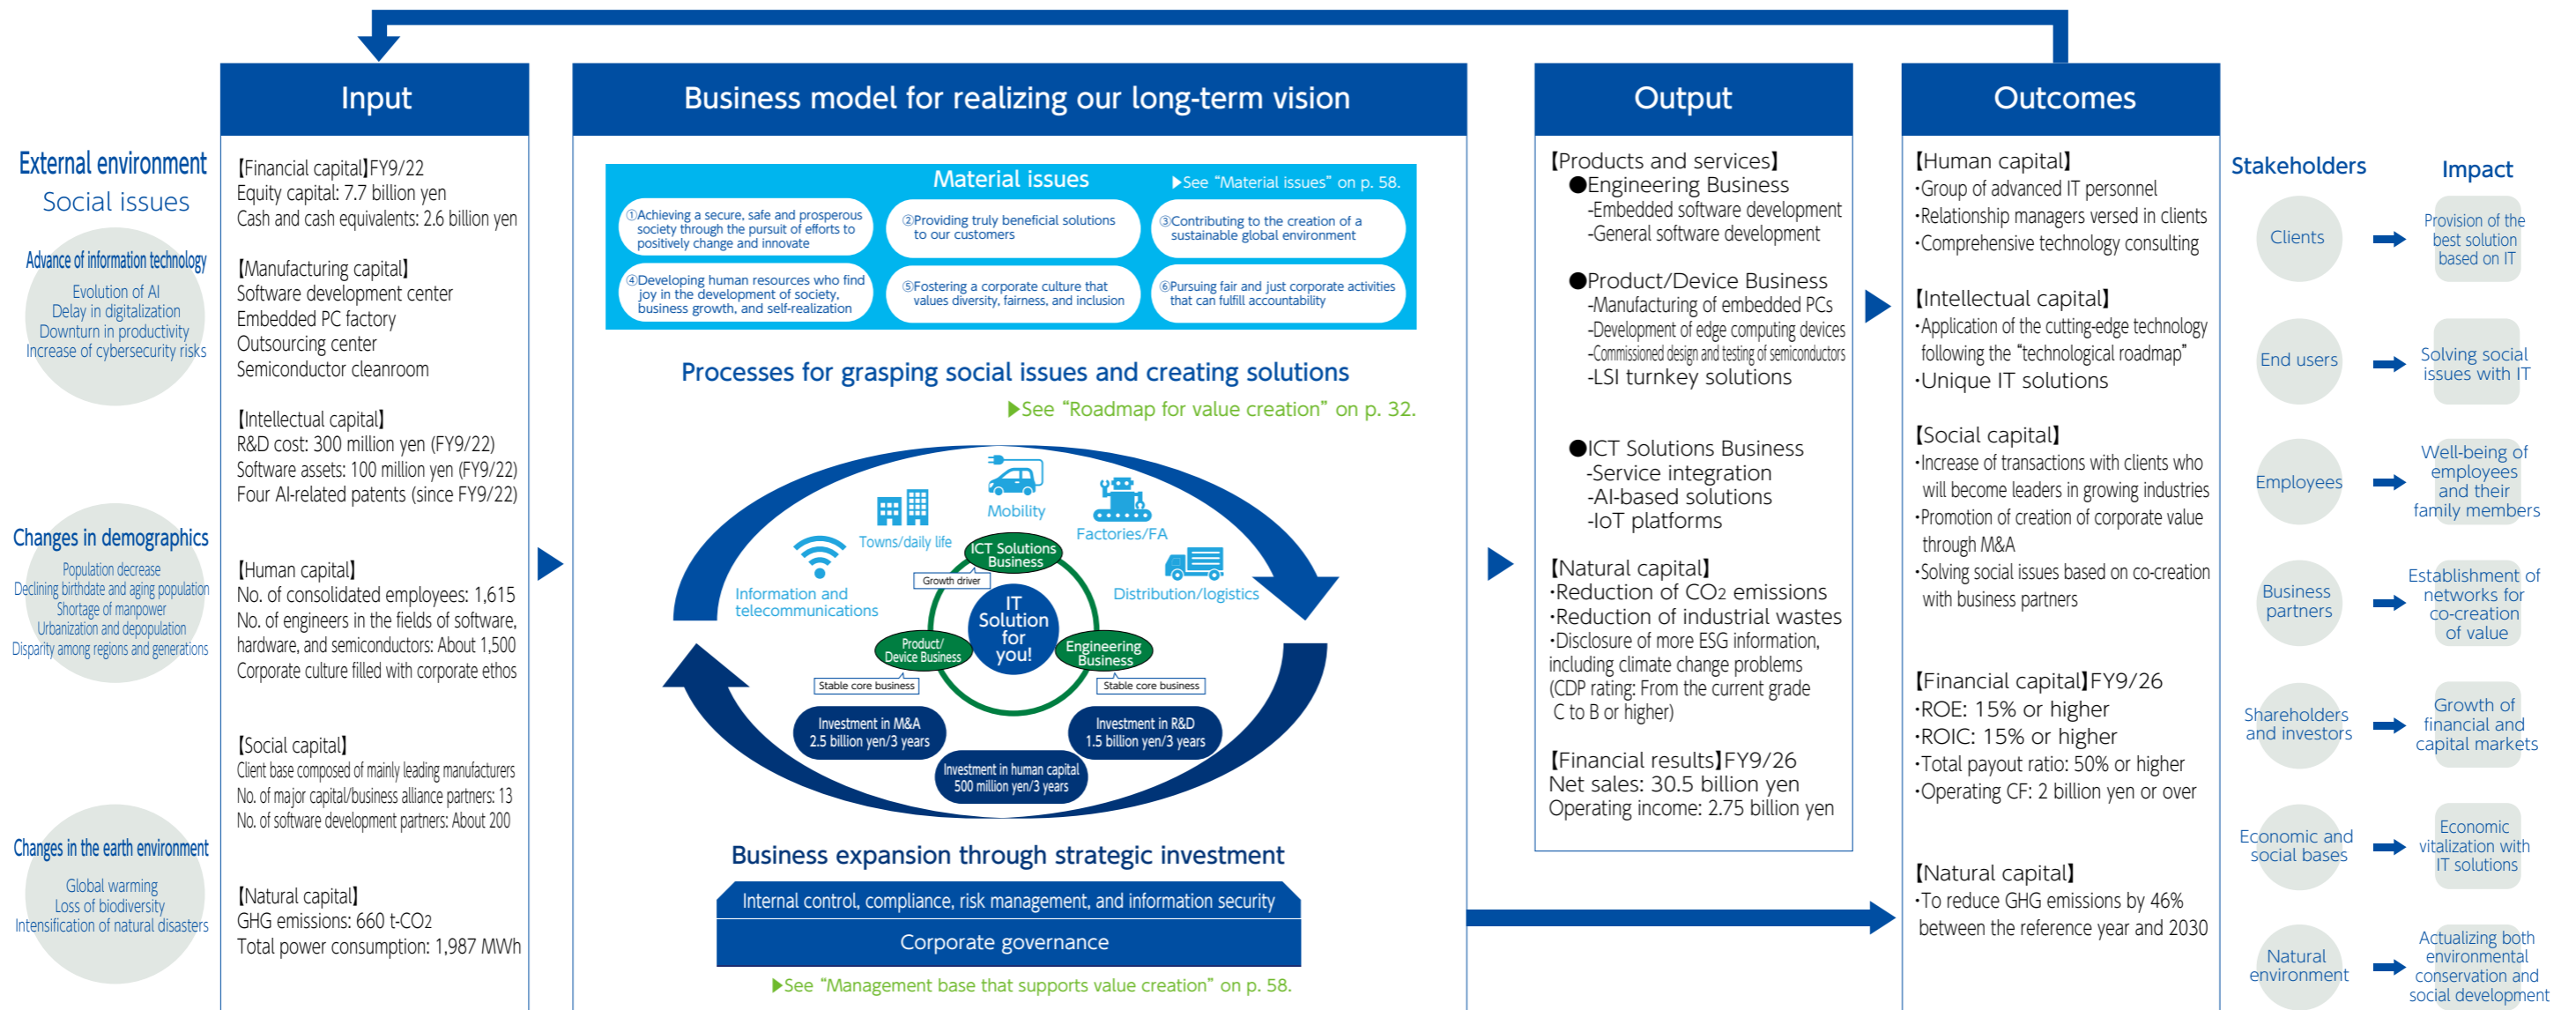 External environment
Social issues
Advance of information technology
Evolution of AI
Delay in digitalization
Downturn in productivity
Increase of cybersecurity risks
Changes in demographics
Population decrease
Declining birthdate and aging population
Shortage of manpower
Urbanization and depopulation
Disparity among regions and generations
Changes in the earth environment
Global warming
Loss of biodiversity
Intensification of natural disasters
Input
【Financial capital】FY9/22
Equity capital: 7.7 billion yen
Cash and cash equivalents: 2.6 billion yen
【Manufacturing capital】
Software development center
Embedded PC factory
Outsourcing center
Semiconductor cleanroom
【Intellectual capital】
R&D cost: 300 million yen (FY9/22)
Software assets: 100 million yen (FY9/22)
Four AI-related patents (since FY9/22)
【Human capital】
No. of consolidated employees: 1,615
No. of engineers in the fields of software,
hardware, and semiconductors: About 1,500
Corporate culture filled with corporate ethos
【Social capital】
Client base composed of mainly leading manufacturers
No. of major capital/business alliance partners: 13
No. of software development partners: About 200
【Natural capital】
GHG emissions: 660 t-CO2
Total power consumption: 1,987 MWh
Business model for realizing our long-term vision
Material issues
▶See “Material issues” on p. 58.
①Achieving a secure, safe and prosperous
society through the pursuit of efforts to
positively change and innovate
②Providing truly beneficial solutions
to our customers
③Contributing to the creation of a
sustainable global environment
④Developing human resources who find
joy in the development of society,
business growth, and self-realization
⑤Fostering a corporate culture that
values diversity, fairness, and inclusion
⑥Pursuing fair and just corporate activities
that can fulfill accountability
Processes for grasping social issues and creating solutions
▶See “Roadmap for value creation” on p. 32.
Information and
telecommunications
Towns/daily life
Mobility
Factories/FA
Distribution/logistics
ICT Solutions
Business
Growth driver
IT
Solution
for
you!
Product/
Device Business
Stable core business
Engineering
Business
Stable core business
Investment in M&A
2.5 billion yen/3 years
Investment in R&D
1.5 billion yen/3 years
Investment in human capital
500 million yen/3 years
Business expansion through strategic investment
Internal control, compliance, risk management, and information security
Corporate governance
▶See “Management base that supports value creation” on p. 58.
Output
【Products and services】
●Engineering Business
-Embedded software development
-General software development
●Product/Device Business
-Manufacturing of embedded PCs
-Development of edge computing devices
-Commissioned design and testing of semiconductors
-LSI turnkey solutions
●ICT Solutions Business
-Service integration
-AI-based solutions
-IoT platforms
【Natural capital】
・Reduction of CO2 emissions
・Reduction of industrial wastes
・Disclosure of more ESG information,
including climate change problems
(CDP rating: From the current grade
C to B or higher)
【Financial results】FY9/26
Net sales: 30.5 billion yen
Operating income: 2.75 billion yen
Outcomes
【Human capital】
・Group of advanced IT personnel
・Relationship managers versed in clients
・Comprehensive technology consulting
【Intellectual capital】
・Application of the cutting-edge technology
following the “technological roadmap”
・Unique IT solutions
【Social capital】
・Increase of transactions with clients who
will become leaders in growing industries
・Promotion of creation of corporate value
through M&A
・Solving social issues based on co-creation
with business partners
【Financial capital】FY9/26
・ROE: 15% or higher
・ROIC: 15% or higher
・Total payout ratio: 50% or higher
・Operating CF: 2 billion yen or over
【Natural capital】
・To reduce GHG emissions by 46%
between the reference year and 2030
Stakeholders
Impact
Clients
Provision of the
best solution
based on IT
End users
Solving social
issues with IT
Employees
Well-being of
employees
and their
family members
Business
partners
Establishment of
networks for
co-creation
of value
Shareholders
and investors
Growth of
financial and
capital markets
Economic and
social bases
Economic
vitalization with
IT solutions
Natural
environment
Actualizing both
environmental
conservation and
social development